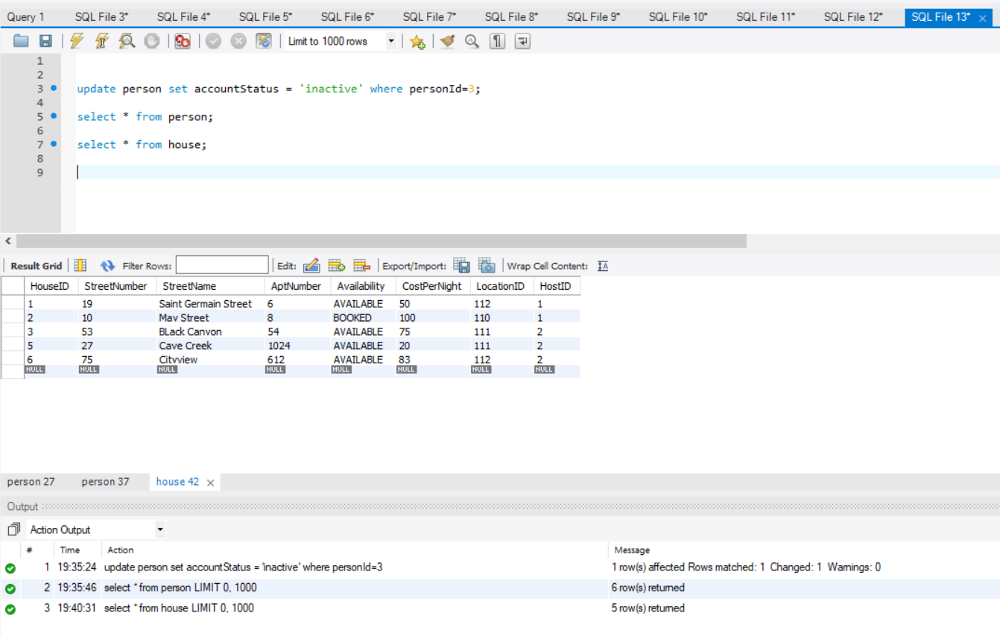 Query 1 SQL File 3* SQL File 4* SQL File 5* SQL File 6* SQL File 7* SQL File 8* SQL File 9* SQL File 10* SQL File 11* SQL File 12* SQL File 13*
Limit to 1000 rows
1
2
3 update person set accountStatus = 'inactive' where personId=3;
4
5 select * from person;
6
7 select * from house;
8
9
Result Grid Filter Rows: Edit: Export/Import: Wrap Cell Content: IA
HouseID StreetNumber StreetName AptNumber Availability CostPerNight LocationID HostID
1 19 Saint Germain Street 6 AVAILABLE 50 112 1
2 10 May Street 8 BOOKED 100 110 1
3 53 BLack Canyon 54 AVAILABLE 75 111 2
5 27 Cave Creek 1024 AVAILABLE 20 111 2
6 75 Cityview 612 AVAILABLE 83 112 2
NULL NULL NULL NULL NULL NULL NULL NULL
person 27 person 37 house 42
Output
Action Output
# Time Action Message
1 19:35:24 update person set accountStatus = 'inactive' where personId=3 1 row(s) affected Rows matched: 1 Changed: 1 Warnings: 0
2 19:35:46 select * from person LIMIT 0, 1000 6 row(s) returned
3 19:40:31 select * from house LIMIT 0, 1000 5 row(s) returned